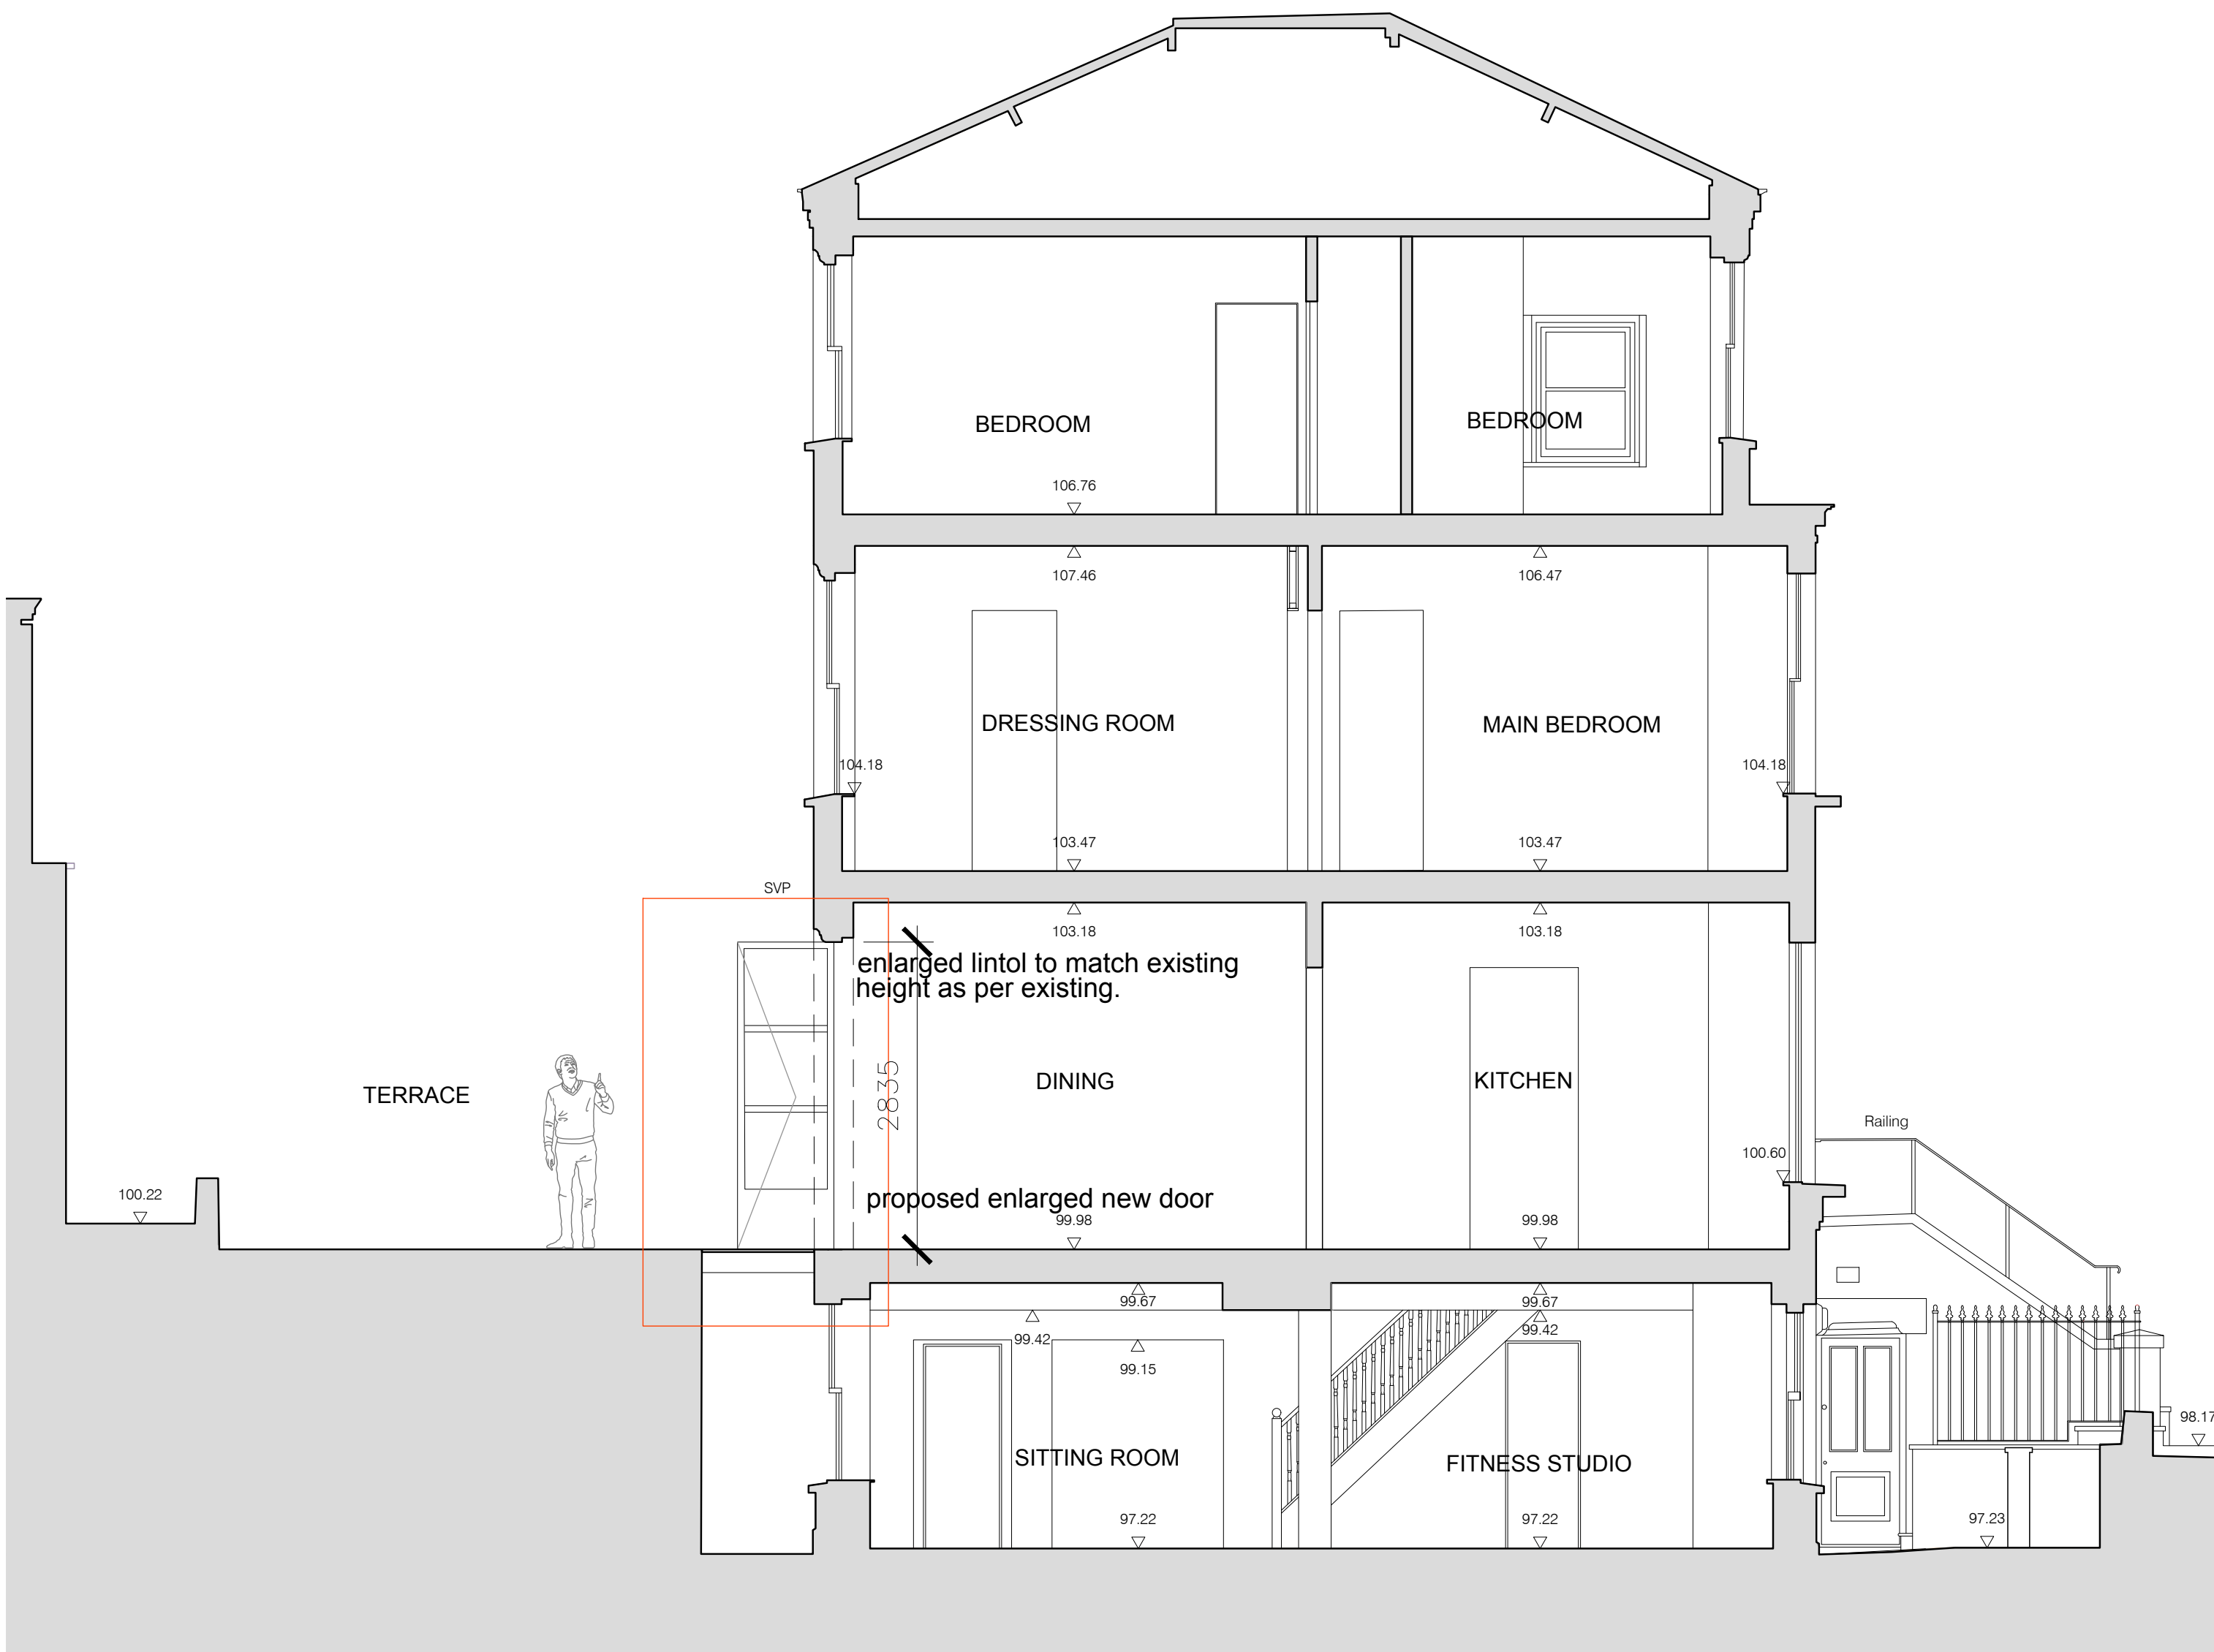 BEDROOM
BEDROOM
106.76
107.46
106.47
DRESSING ROOM
MAIN BEDROOM
104.18
104.18
103.47
103.47
SVP
103.18
103.18
enlarged lintol to match existing
height as per existing.
2835
TERRACE
DINING
KITCHEN
Railing
100.60
100.22
proposed enlarged new door
99.98
99.98
99.67
99.67
99.42
99.42
99.15
98.17
SITTING ROOM
FITNESS STUDIO
97.22
97.22
97.23